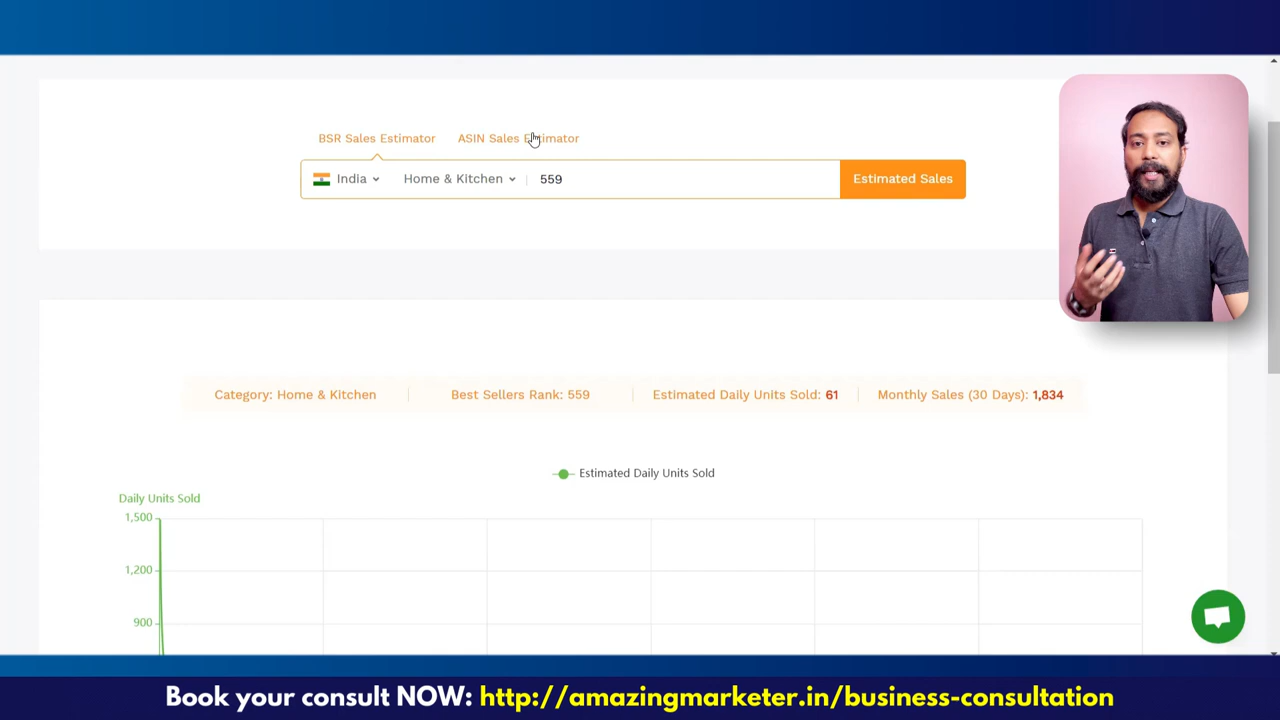 BSR Sales Estimator ASIN Sales Estimator
India Home & Kitchen 559 Estimated Sales
Category: Home & Kitchen Best Sellers Rank: 559 Estimated Daily Units Sold: 61 Monthly Sales (30 Days): 1,834
Estimated Daily Units Sold
Daily Units Sold
1,500
1,200
900
Book your consult NOW: http://amazingmarketer.in/business-consultation